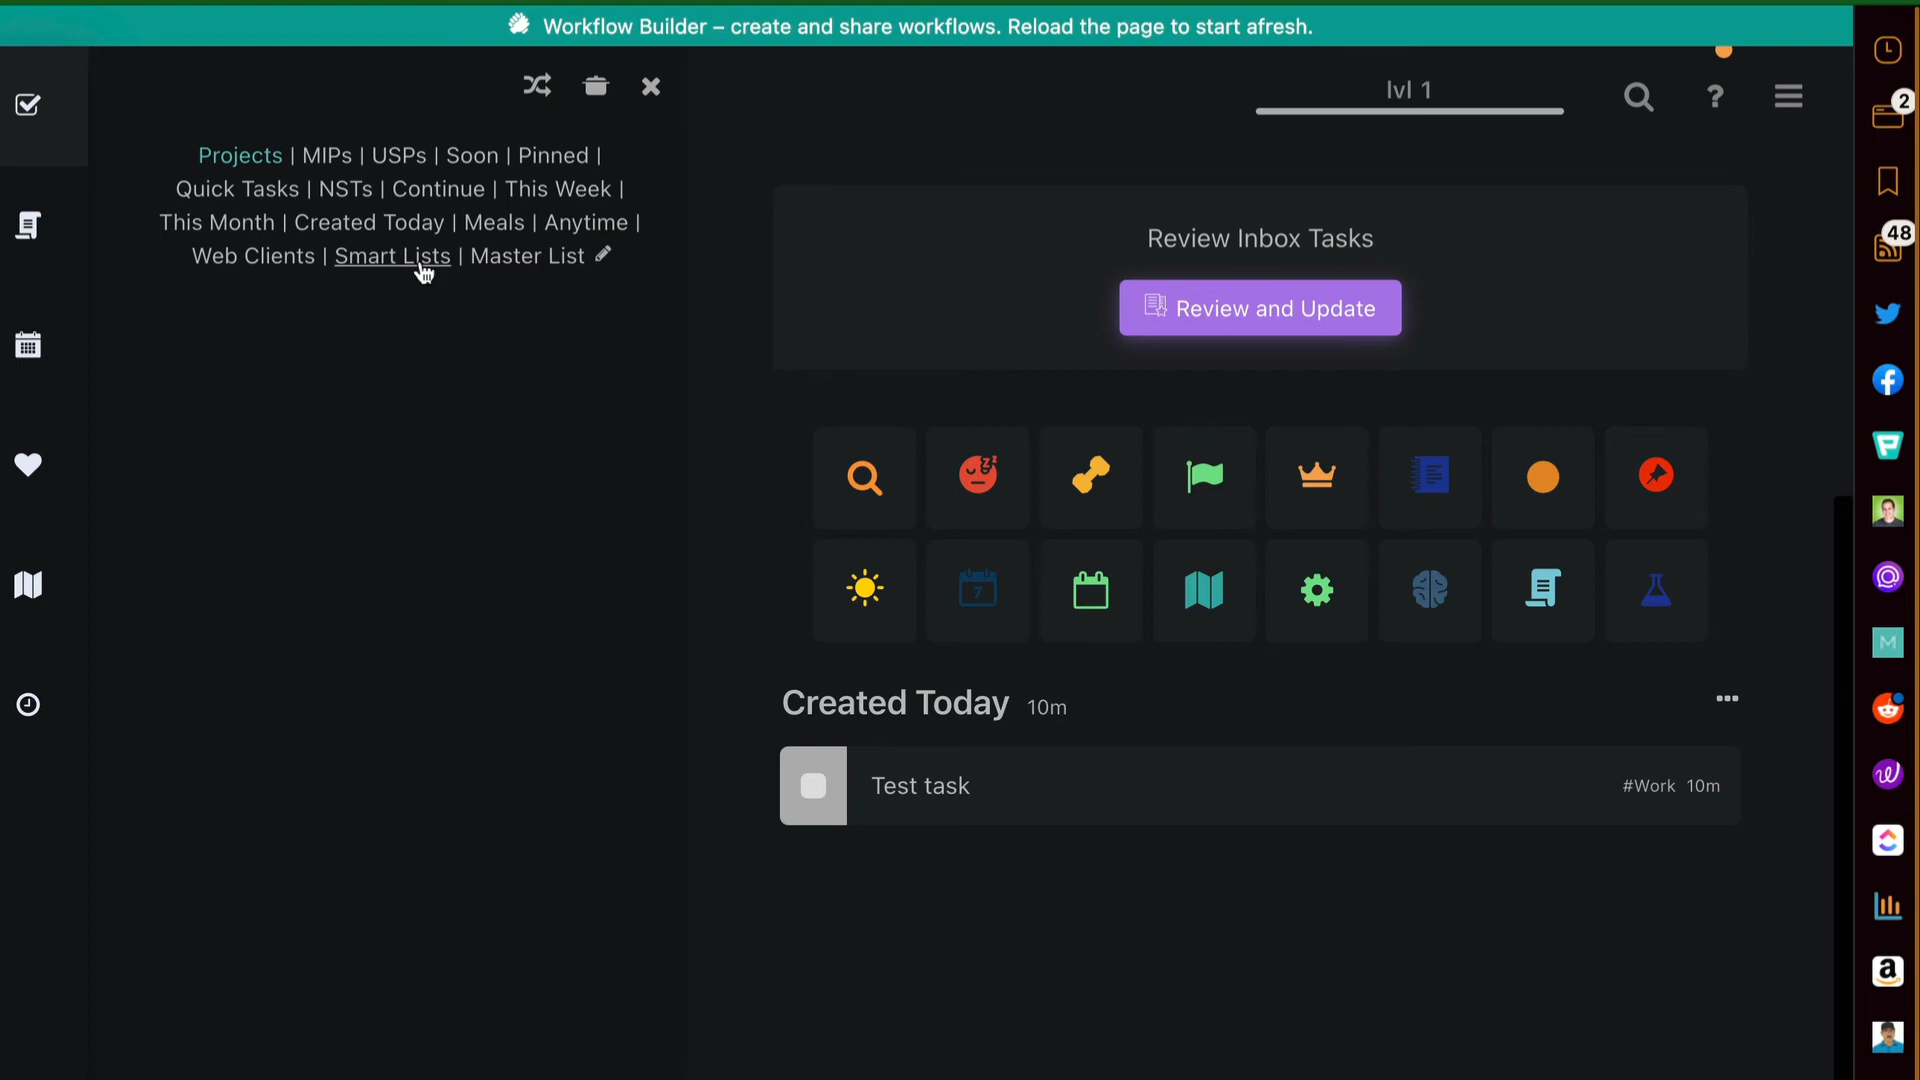 Workflow Builder – create and share workflows. Reload the page to start afresh.
lvl 1
?
2
Projects | MIPs | USPs | Soon | Pinned |
Quick Tasks | NSTs | Continue | This Week |
This Month | Created Today | Meals | Anytime |
Web Clients | Smart Lists | Master List
48
Review Inbox Tasks
Review and Update
7
M
Created Today 10m
Test task
#Work 10m
a